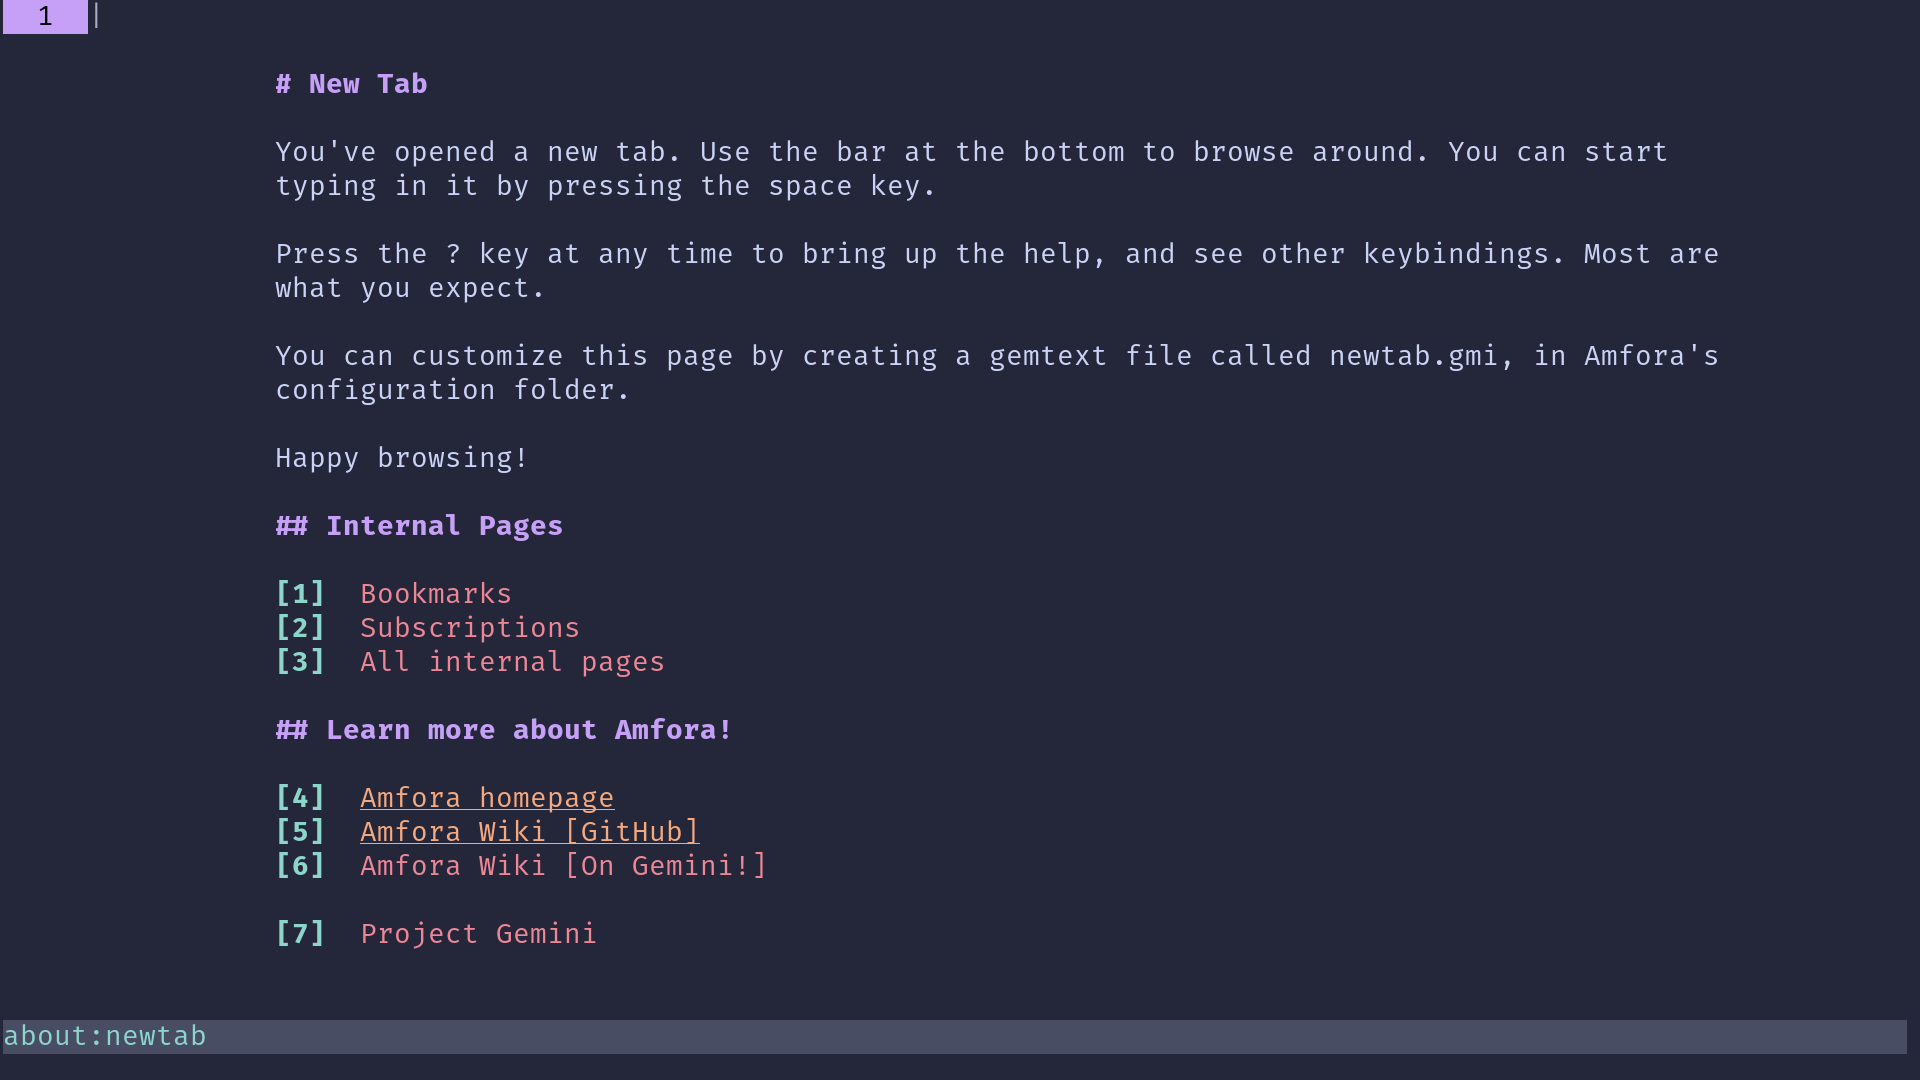 1
# New Tab
You've opened a new tab. Use the bar at the bottom to browse around. You can start
typing in it by pressing the space key.
Press the ? key at any time to bring up the help, and see other keybindings. Most are
what you expect.
You can customize this page by creating a gemtext file called newtab.gmi, in Amfora's
configuration folder.
Happy browsing!
## Internal Pages
[1] Bookmarks
[2] Subscriptions
[3] All internal pages
## Learn more about Amfora!
[4] Amfora homepage
[5] Amfora Wiki [GitHub]
[6] Amfora Wiki [On Gemini!]
[7] Project Gemini
about:newtab